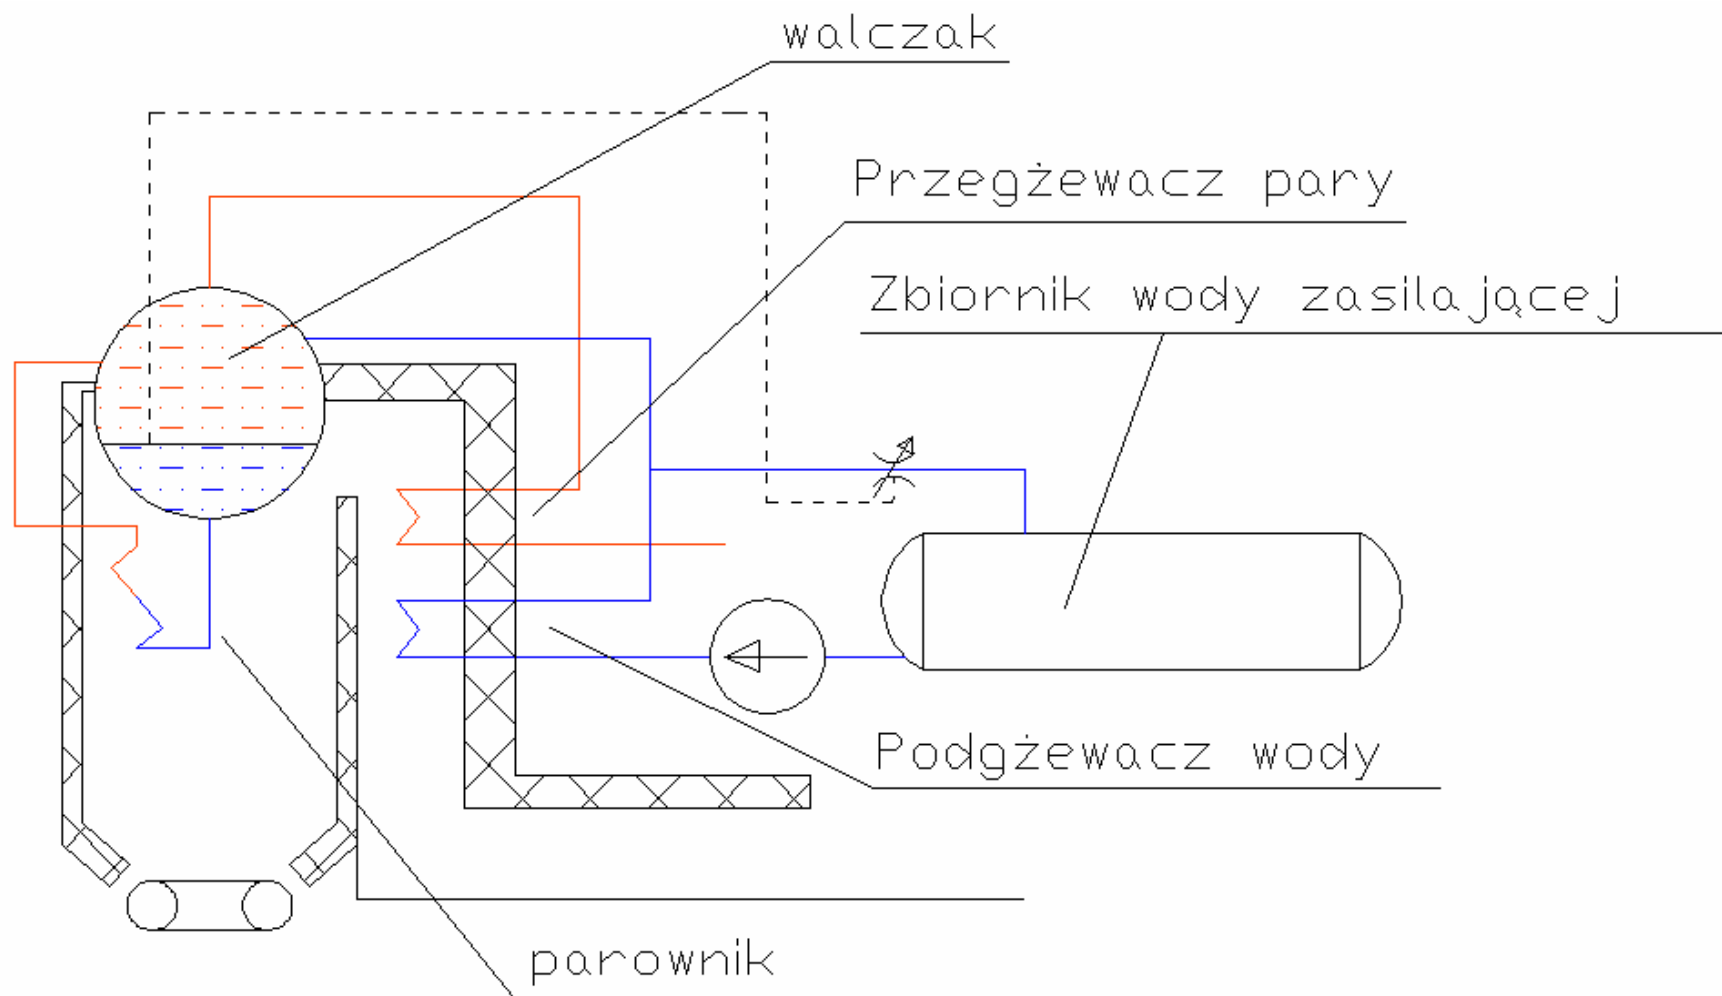 walczak
Przegżewacz pary
Zbiornik wody zasilającej
Podgżewacz wody
parownik